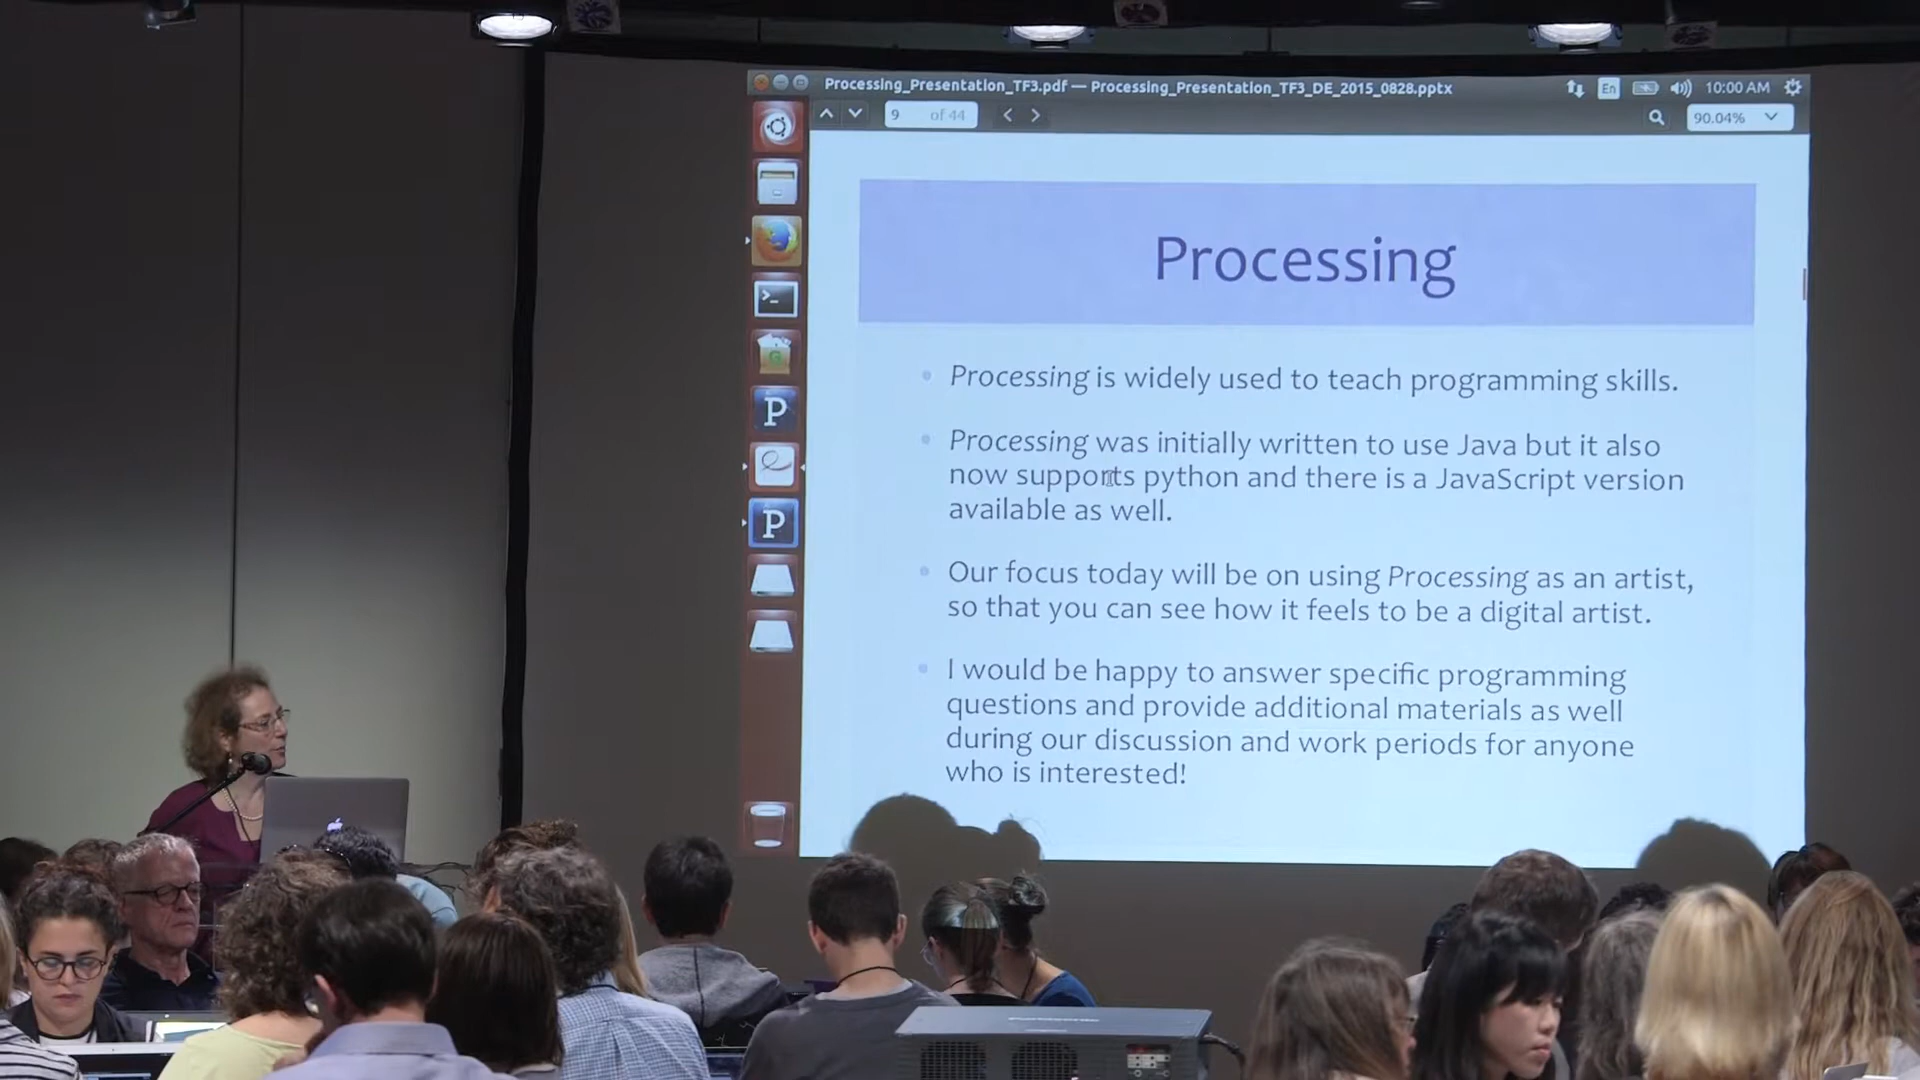 Processing_Presentation_TF3.pdf — Processing_Presentation_TF3_DE_2015_0828.pptx
En
10:00 AM
9 of 44
90.04%
Processing
Processing is widely used to teach programming skills.
Processing was initially written to use Java but it also
now supports python and there is a JavaScript version
available as well.
Our focus today will be on using Processing as an artist,
so that you can see how it feels to be a digital artist.
I would be happy to answer specific programming
questions and provide additional materials as well
during our discussion and work periods for anyone
who is interested!
>_
G
P
P